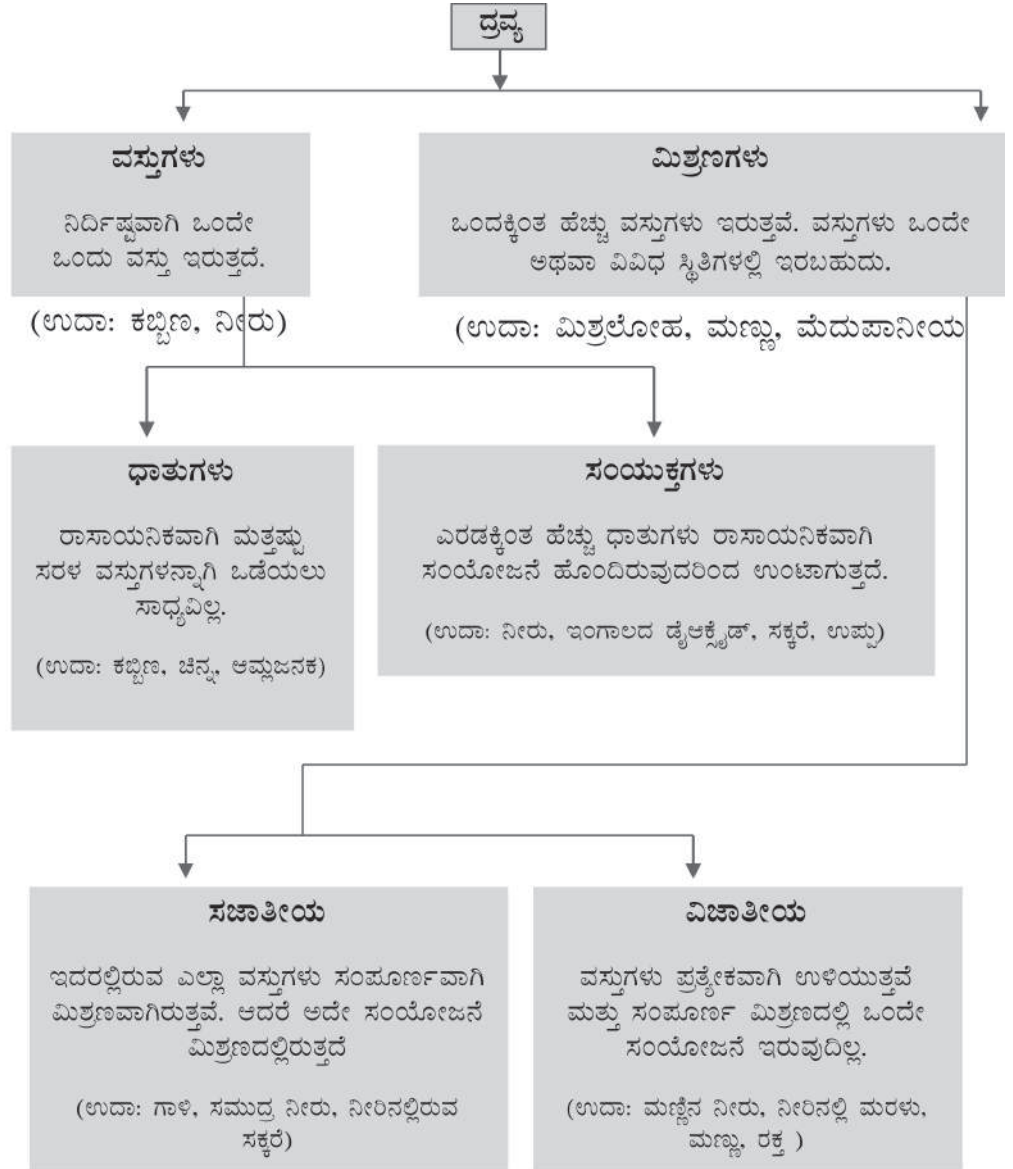 ದ್ರವ್ಯ
ವಸ್ತುಗಳು
ನಿರ್ದಿಷ್ಟವಾಗಿ ಒಂದೇ
ಒಂದು ವಸ್ತು ಇರುತ್ತದೆ.
(ಉದಾ: ಕಬ್ಬಿಣ, ನೀರು)
ಮಿಶ್ರಣಗಳು
ಒಂದಕ್ಕಿಂತ ಹೆಚ್ಚು ವಸ್ತುಗಳು ಇರುತ್ತವೆ. ವಸ್ತುಗಳು ಒಂದೇ
ಅಥವಾ ವಿವಿಧ ಸ್ಥಿತಿಗಳಲ್ಲಿ ಇರಬಹುದು.
(ಉದಾ: ಮಿಶ್ರಲೋಹ, ಮಣ್ಣು, ಮೆದುಪಾನೀಯ
ಧಾತುಗಳು
ರಾಸಾಯನಿಕವಾಗಿ ಮತ್ತಷ್ಟು
ಸರಳ ವಸ್ತುಗಳನ್ನಾಗಿ ಒಡೆಯಲು
ಸಾಧ್ಯವಿಲ್ಲ.
(ಉದಾ: ಕಬ್ಬಿಣ, ಚಿನ್ನ, ಆಮ್ಲಜನಕ)
ಸಂಯುಕ್ತಗಳು
ಎರಡಕ್ಕಿಂತ ಹೆಚ್ಚು ಧಾತುಗಳು ರಾಸಾಯನಿಕವಾಗಿ
ಸಂಯೋಜನೆ ಹೊಂದಿರುವುದರಿಂದ ಉಂಟಾಗುತ್ತದೆ.
(ಉದಾ: ನೀರು, ಇಂಗಾಲದ ಡೈಆಕ್ಸೈಡ್, ಸಕ್ಕರೆ, ಉಪ್ಪು)
ಸಜಾತೀಯ
ಇದರಲ್ಲಿರುವ ಎಲ್ಲಾ ವಸ್ತುಗಳು ಸಂಪೂರ್ಣವಾಗಿ
ಮಿಶ್ರಣವಾಗಿರುತ್ತವೆ. ಆದರೆ ಅದೇ ಸಂಯೋಜನೆ
ಮಿಶ್ರಣದಲ್ಲಿರುತ್ತದೆ
(ಉದಾ: ಗಾಳಿ, ಸಮುದ್ರ ನೀರು, ನೀರಿನಲ್ಲಿರುವ
ಸಕ್ಕರೆ)
ವಿಜಾತೀಯ
ವಸ್ತುಗಳು ಪ್ರತ್ಯೇಕವಾಗಿ ಉಳಿಯುತ್ತವೆ
ಮತ್ತು ಸಂಪೂರ್ಣ ಮಿಶ್ರಣದಲ್ಲಿ ಒಂದೇ
ಸಂಯೋಜನೆ ಇರುವುದಿಲ್ಲ.
(ಉದಾ: ಮಣ್ಣಿನ ನೀರು, ನೀರಿನಲ್ಲಿ ಮರಳು,
ಮಣ್ಣು, ರಕ್ತ )